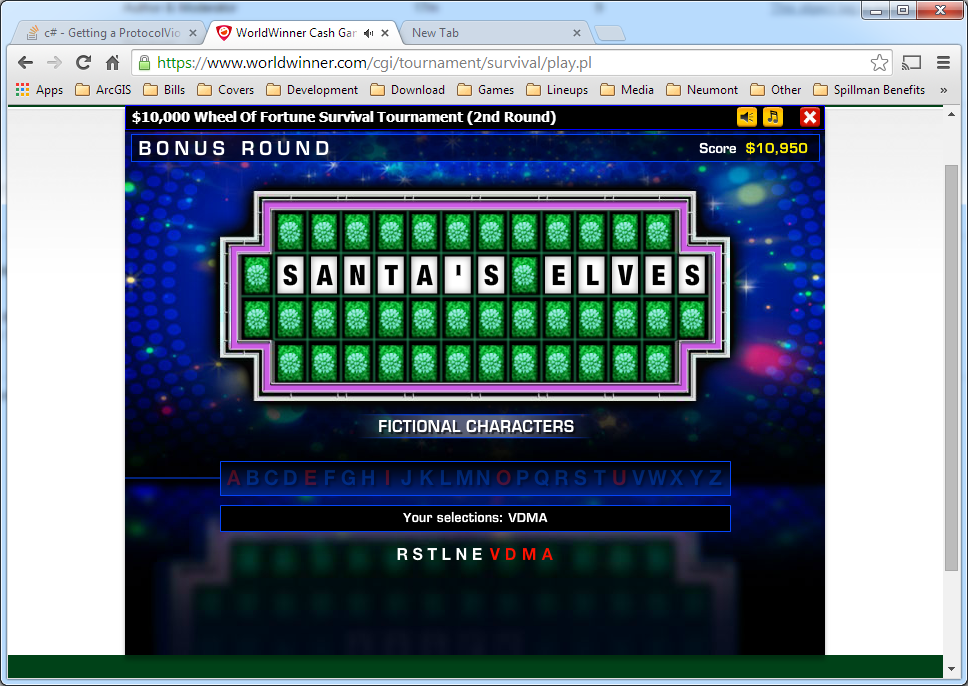 c# - Getting a ProtocolVio
WorldWinner Cash Gar
New Tab
https://www.worldwinner.com/cgi/tournament/survival/play.pl
Apps ArcGIS Bills Covers Development Download Games Lineups Media Neumont Other Spillman Benefits »
$10,000 Wheel Of Fortune Survival Tournament (2nd Round)
BONUS ROUND
Score $10,950
SANTA'S ELVES
FICTIONAL CHARACTERS
A B C D E F G H I J K L M N O P Q R S T U V W X Y Z
Your selections: VDMA
R S T L N E V D M A